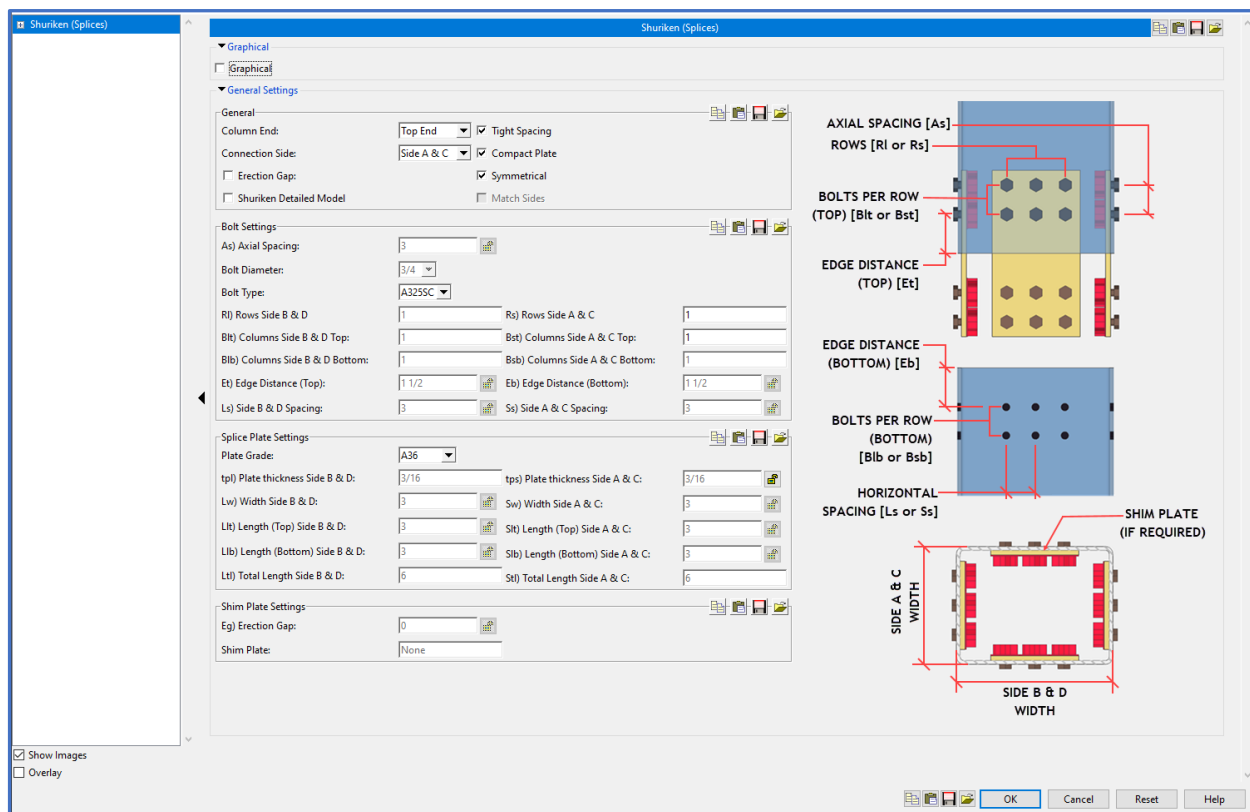 Shuriken (Splices)
Shuriken (Splices)
Graphical
Graphical
General Settings
General
Column End: Top End Tight Spacing
Connection Side: Side A & C Compact Plate
Erection Gap: Symmetrical
Shuriken Detailed Model Match Sides
Bolt Settings
As) Axial Spacing: 3
Bolt Diameter: 3/4
Bolt Type: A325SC
Rl) Rows Side B & D 1 Rs) Rows Side A & C 1
Blt) Columns Side B & D Top: 1 Bst) Columns Side A & C Top: 1
Blb) Columns Side B & D Bottom: 1 Bsb) Columns Side A & C Bottom: 1
Et) Edge Distance (Top): 1 1/2 Eb) Edge Distance (Bottom): 1 1/2
Ls) Side B & D Spacing: 3 Ss) Side A & C Spacing: 3
Splice Plate Settings
Plate Grade: A36
tpl) Plate thickness Side B & D: 3/16 tps) Plate thickness Side A & C: 3/16
Lw) Width Side B & D: 3 Sw) Width Side A & C: 3
Llt) Length (Top) Side B & D: 3 Slt) Length (Top) Side A & C: 3
Llb) Length (Bottom) Side B & D: 3 Slb) Length (Bottom) Side A & C: 3
Ltl) Total Length Side B & D: 6 Stl) Total Length Side A & C: 6
Shim Plate Settings
Eg) Erection Gap: 0
Shim Plate: None
AXIAL SPACING [As]
ROWS [Rl or Rs]
BOLTS PER ROW
(TOP) [Blt or Bst]
EDGE DISTANCE
(TOP) [Et]
EDGE DISTANCE
(BOTTOM) [Eb]
BOLTS PER ROW
(BOTTOM)
[Blb or Bsb]
HORIZONTAL
SPACING [Ls or Ss]
SHIM PLATE
(IF REQUIRED)
SIDE A & C
WIDTH
SIDE B & D
WIDTH
Show Images
Overlay
OK Cancel Reset Help